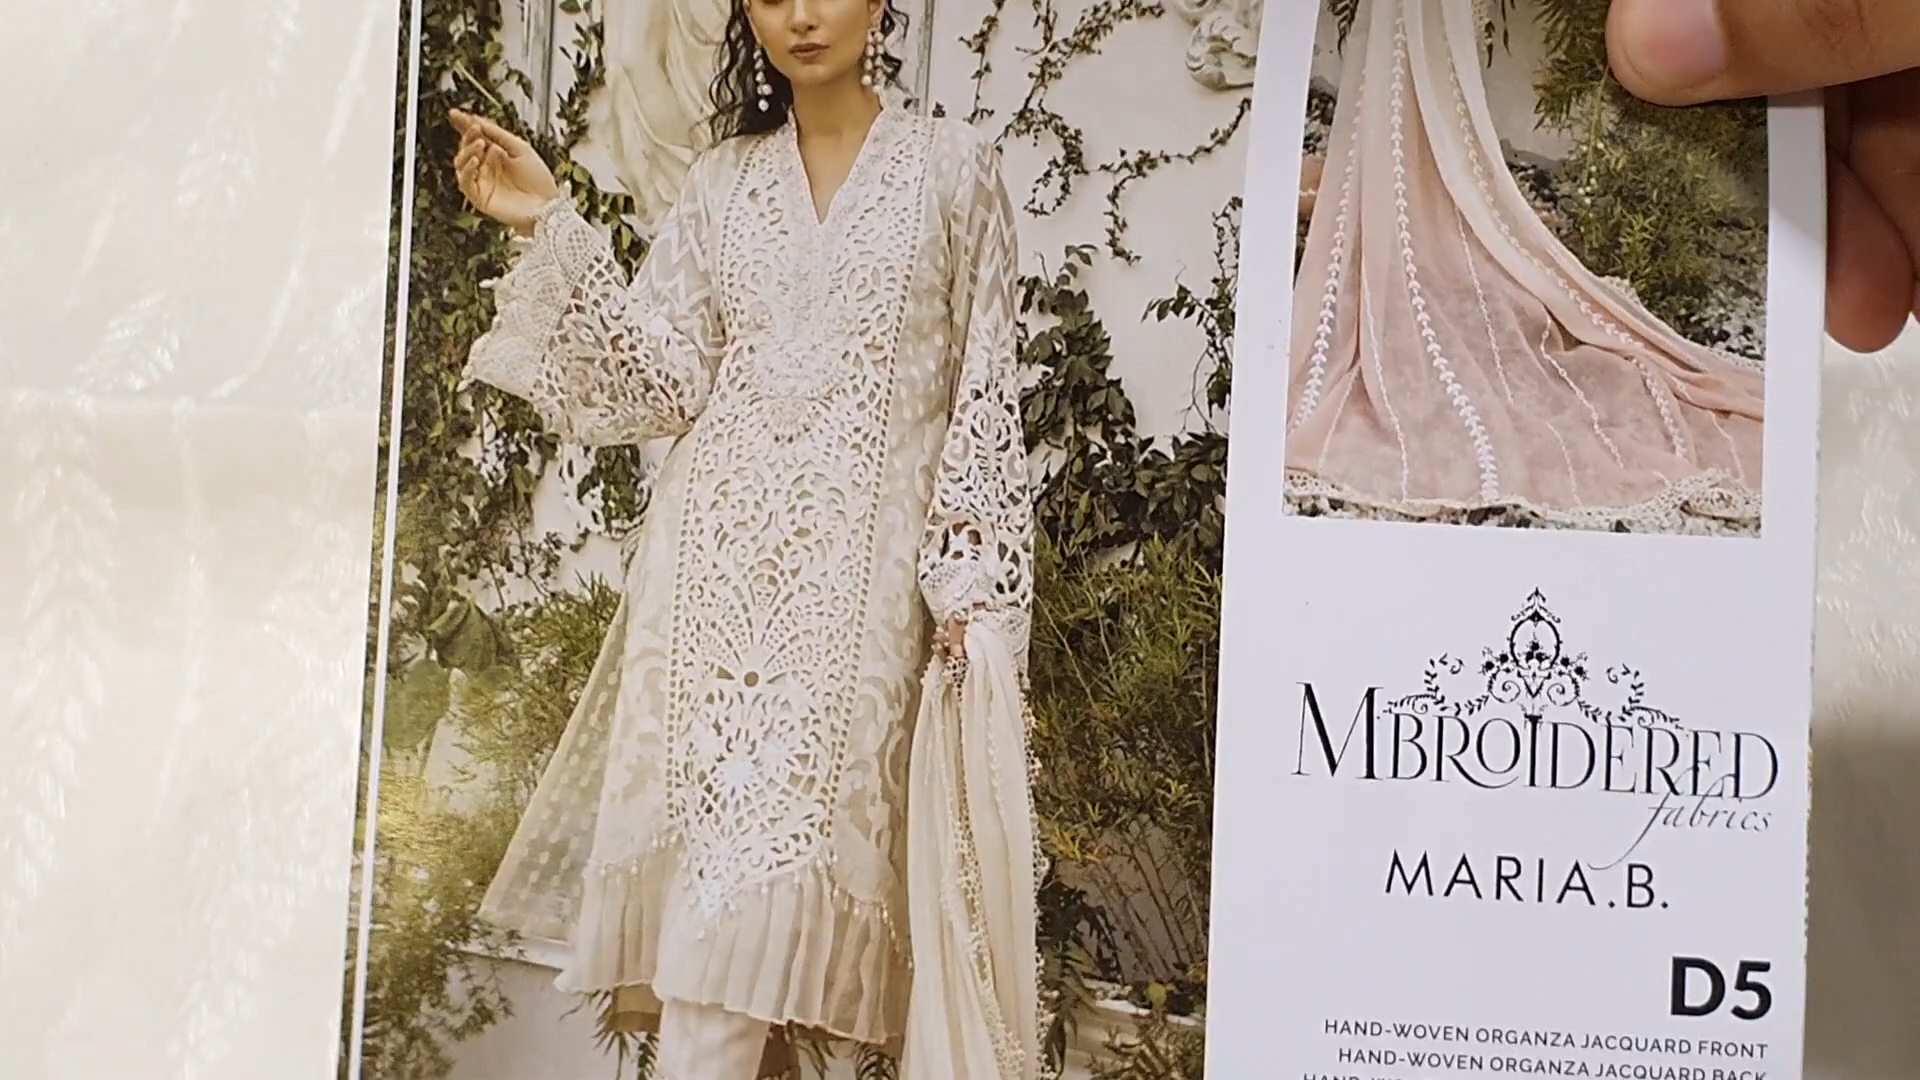 MBROIDERED
fabrics
MARIA.B.
D5
HAND-WOVEN ORGANZA JACQUARD FRONT
HAND-WOVEN ORGANZA JACQUARD BACK